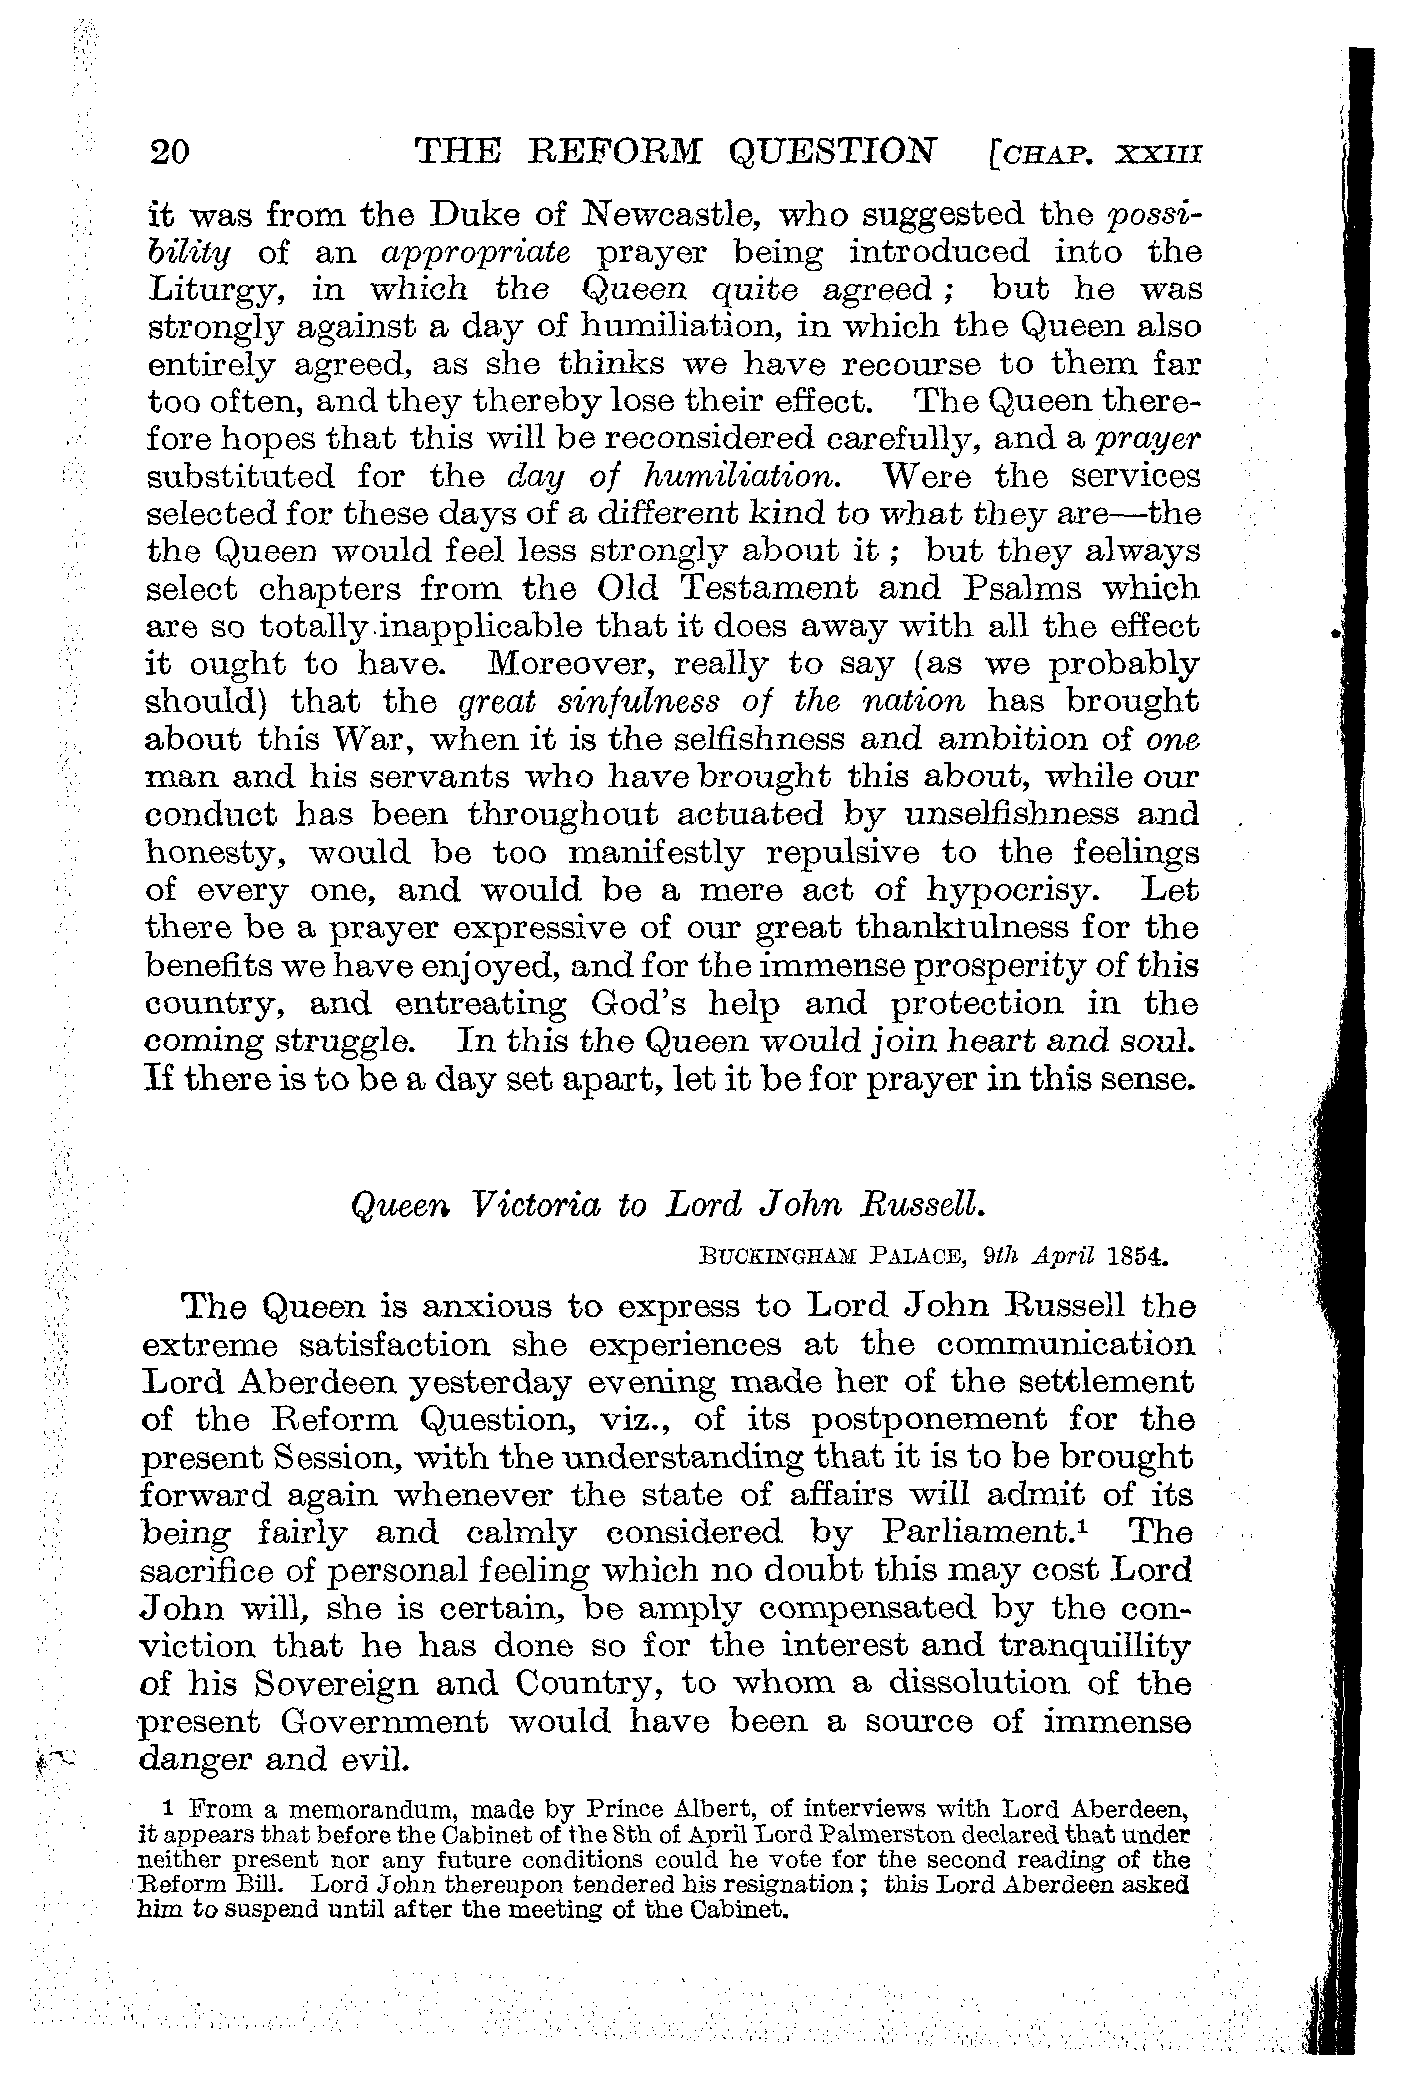 20 THE REFORM QUESTION [CHAP. XXIII
it was from the Duke of Newcastle, who suggested the possi-
bility of an appropriate prayer being introduced into the
Liturgy, in which the Queen quite agreed ; but he was
strongly against a day of humiliation, in which the Queen also
entirely agreed, as she thinks we have recourse to them far
too often, and they thereby lose their effect. The Queen there-
fore hopes that this will be reconsidered carefully, and a prayer
substituted for the day of humiliation. Were the services
selected for these days of a different kind to what they are—the
the Queen would feel less strongly about it ; but they always
select chapters from the Old Testament and Psalms which
are so totally inapplicable that it does away with all the effect
it ought to have. Moreover, really to say (as we probably
should) that the great sinfulness of the nation has brought
about this War, when it is the selfishness and ambition of one
man and his servants who have brought this about, while our
conduct has been throughout actuated by unselfishness and
honesty, would be too manifestly repulsive to the feelings
of every one, and would be a mere act of hypocrisy. Let
there be a prayer expressive of our great thankfulness for the
benefits we have enjoyed, and for the immense prosperity of this
country, and entreating God's help and protection in the
coming struggle. In this the Queen would join heart and soul.
If there is to be a day set apart, let it be for prayer in this sense.
Queen Victoria to Lord John Russell.
BUCKINGHAM PALACE, 9th April 1854.
The Queen is anxious to express to Lord John Russell the
extreme satisfaction she experiences at the communication
Lord Aberdeen yesterday evening made her of the settlement
of the Reform Question, viz., of its postponement for the
present Session, with the understanding that it is to be brought
forward again whenever the state of affairs will admit of its
being fairly and calmly considered by Parliament.¹ The
sacrifice of personal feeling which no doubt this may cost Lord
John will, she is certain, be amply compensated by the con-
viction that he has done so for the interest and tranquillity
of his Sovereign and Country, to whom a dissolution of the
present Government would have been a source of immense
danger and evil.
1 From a memorandum, made by Prince Albert, of interviews with Lord Aberdeen,
it appears that before the Cabinet of the 8th of April Lord Palmerston declared that under
neither present nor any future conditions could he vote for the second reading of the
Reform Bill. Lord John thereupon tendered his resignation ; this Lord Aberdeen asked
him to suspend until after the meeting of the Cabinet.